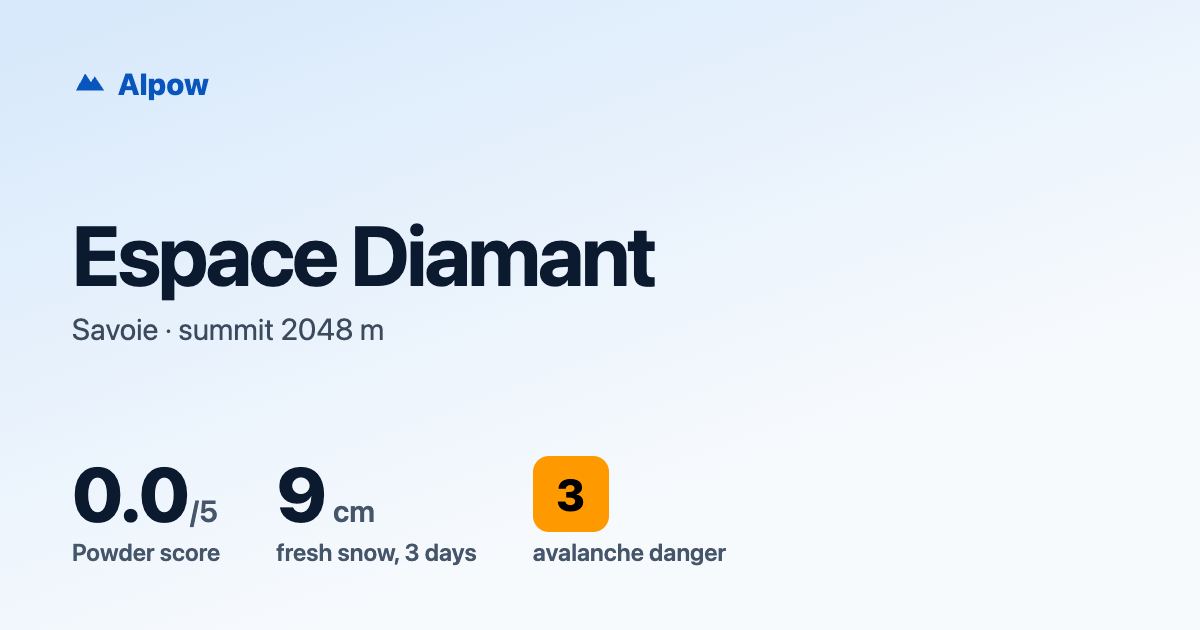 Alpow
Espace Diamant
Savoie · summit 2048 m
0.0/5
Powder score
9 cm
fresh snow, 3 days
3
avalanche danger